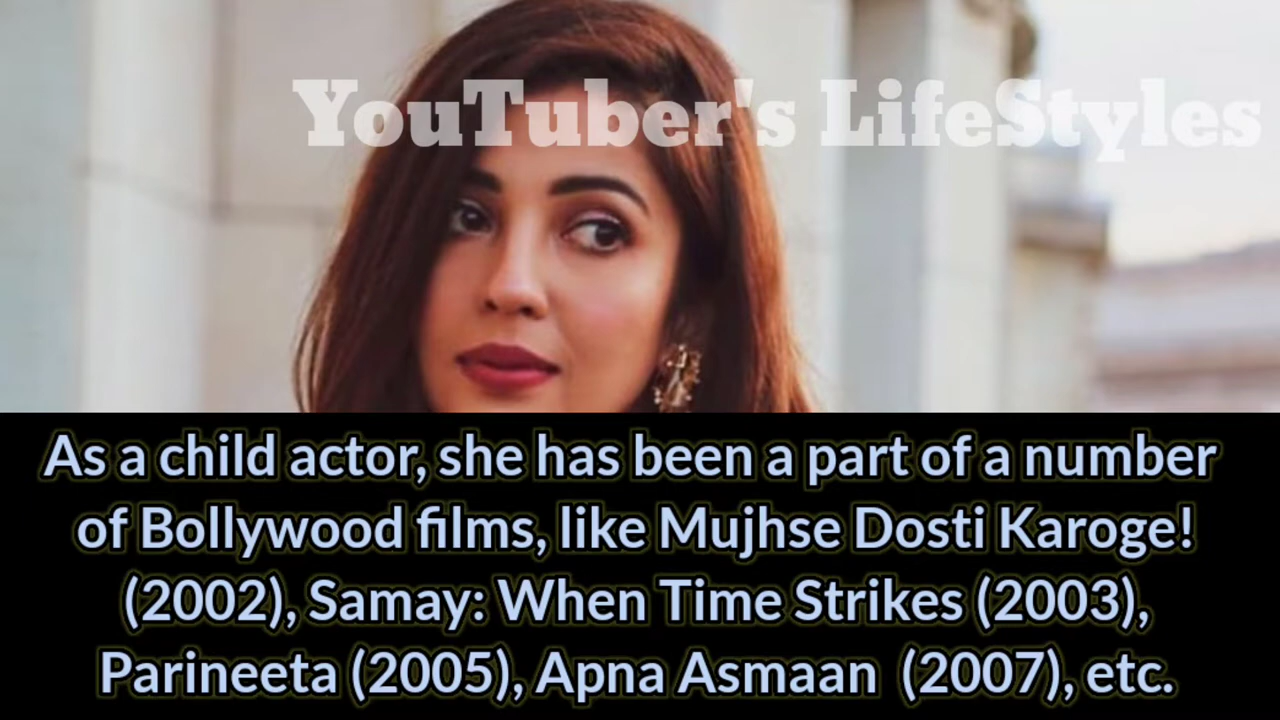 YouTuber's LifeStyles
As a child actor, she has been a part of a number
of Bollywood films, like Mujhse Dosti Karoge!
(2002), Samay: When Time Strikes (2003),
Parineeta (2005), Apna Asmaan (2007), etc.